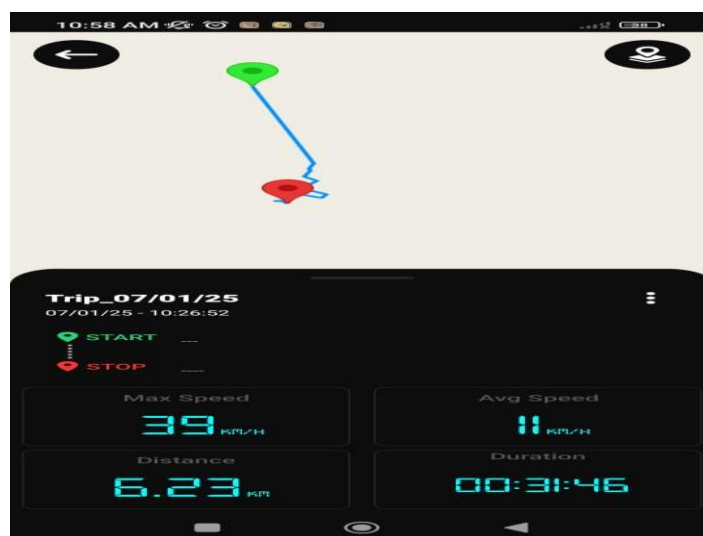 10:58 AM
38
Trip_07/01/25
07/01/25 - 10:26:52
START ---
STOP ----
Max Speed
39 KM/H
Avg Speed
11 KM/H
Distance
6.23 KM
Duration
00:31:46